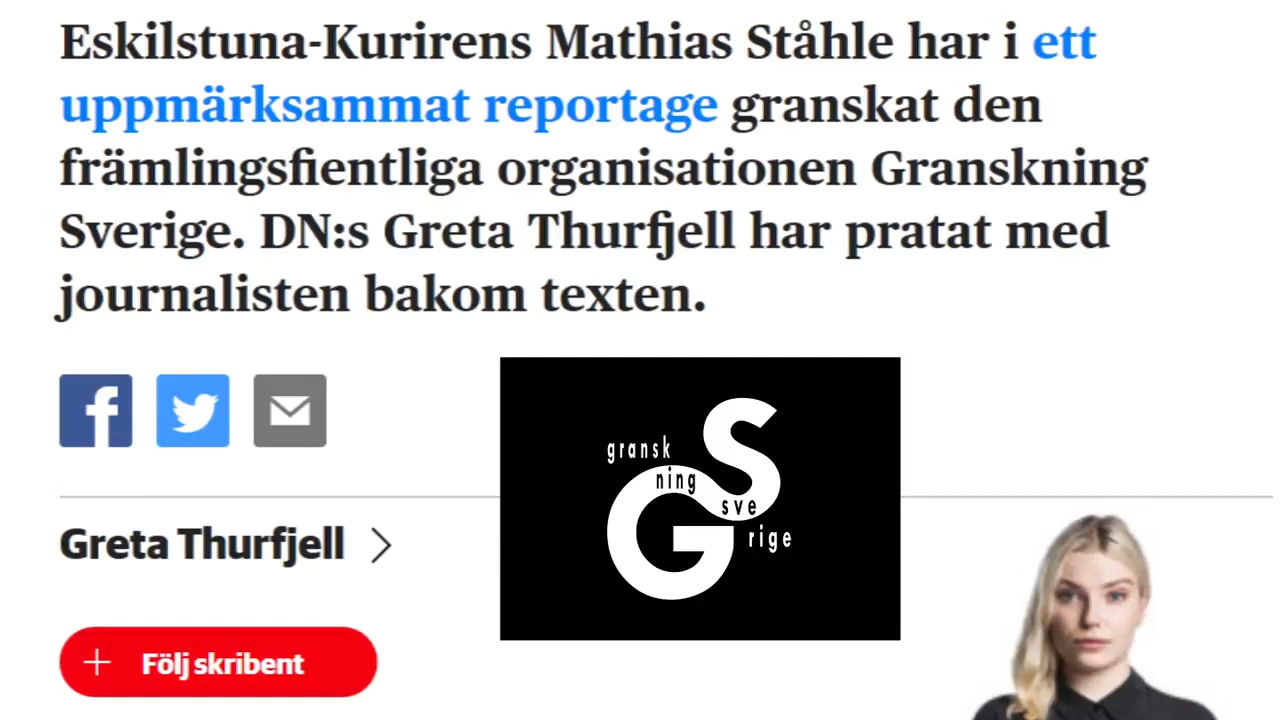 Eskilstuna-Kurirens Mathias Ståhle har i ett
uppmärksammat reportage granskat den
främlingsfientliga organisationen Granskning
Sverige. DN:s Greta Thurfjell har pratat med
journalisten bakom texten.
gransk
ning
sve
rige
GS
Greta Thurfjell
Följ skribent